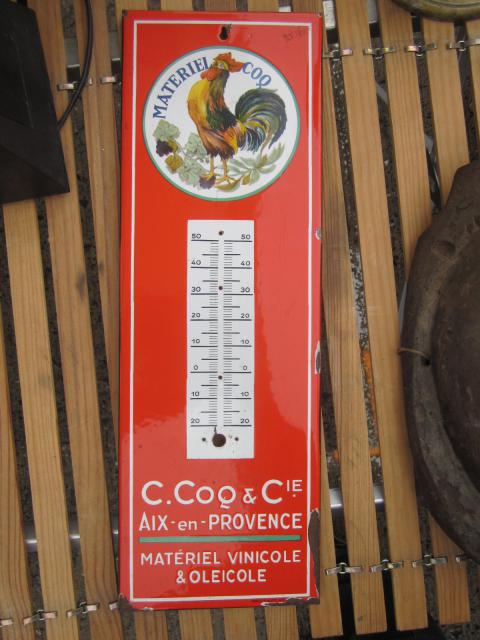 MATERIEL COQ
50 50
40 40
30 30
20 20
10 10
0 0
10 10
20 20
C. COQ & CIE
AIX-en-PROVENCE
MATÉRIEL VINICOLE
& OLEICOLE